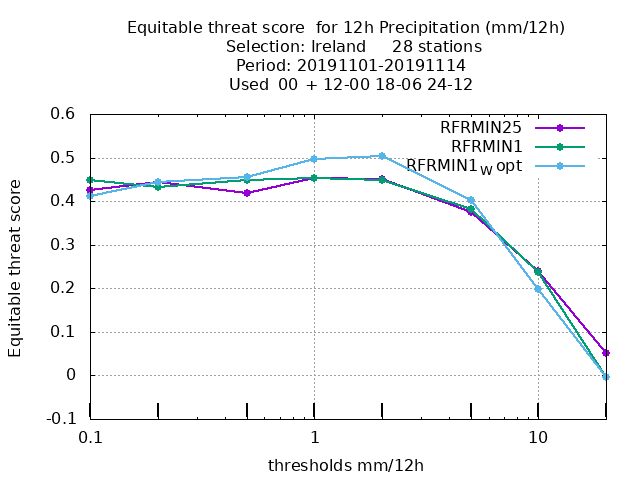 Equitable threat score  for 12h Precipitation (mm/12h)
Selection: Ireland     28 stations
Period: 20191101-20191114
Used  00  + 12-00 18-06 24-12
RFRMIN25
RFRMIN1
RFRMIN1W opt
Equitable threat score
0.6
0.5
0.4
0.3
0.2
0.1
0
-0.1
0.1 1 10
thresholds mm/12h